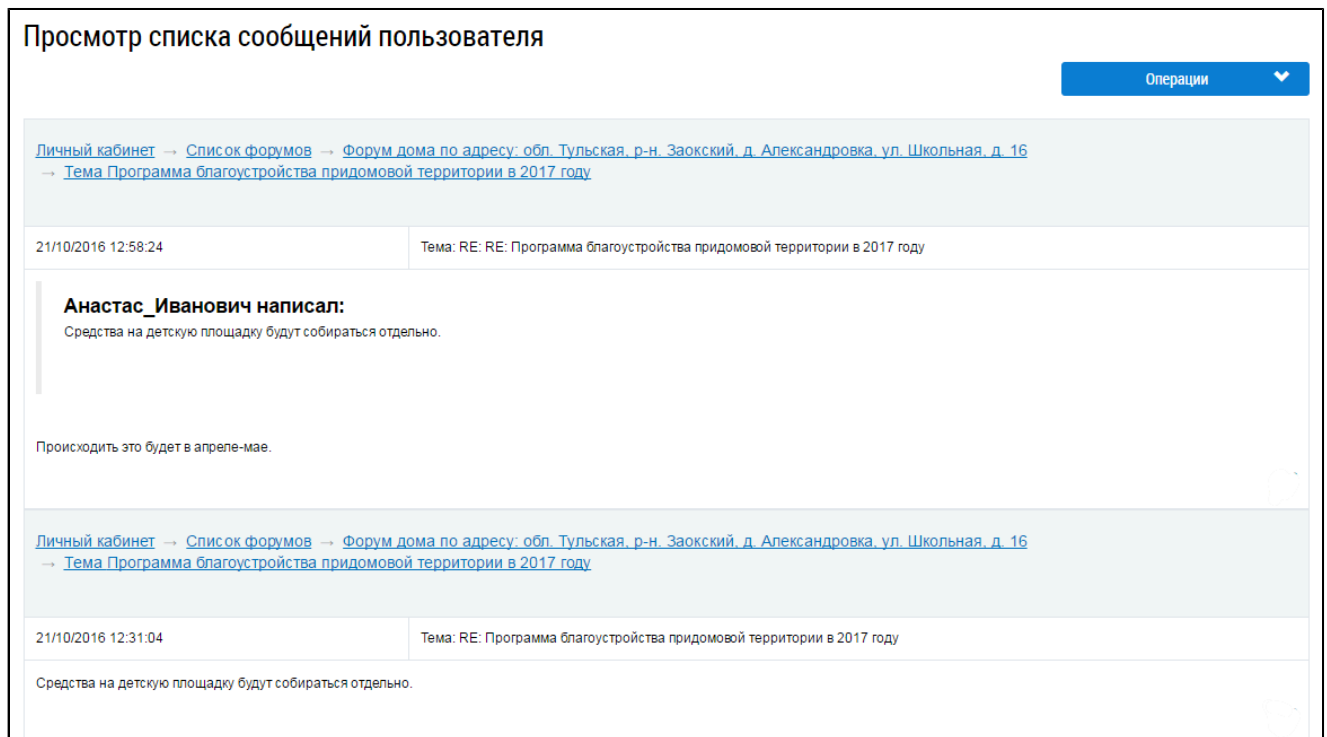 Просмотр списка сообщений пользователя
Операции
Личный кабинет → Список форумов → Форум дома по адресу: обл. Тульская, р-н. Заокский, д. Александровка, ул. Школьная, д. 16
→ Тема Программа благоустройства придомовой территории в 2017 году
21/10/2016 12:58:24 Тема: RE: RE: Программа благоустройства придомовой территории в 2017 году
Анастас_Иванович написал:
Средства на детскую площадку будут собираться отдельно.
Происходить это будет в апреле-мае.
Личный кабинет → Список форумов → Форум дома по адресу: обл. Тульская, р-н. Заокский, д. Александровка, ул. Школьная, д. 16
→ Тема Программа благоустройства придомовой территории в 2017 году
21/10/2016 12:31:04 Тема: RE: Программа благоустройства придомовой территории в 2017 году
Средства на детскую площадку будут собираться отдельно.